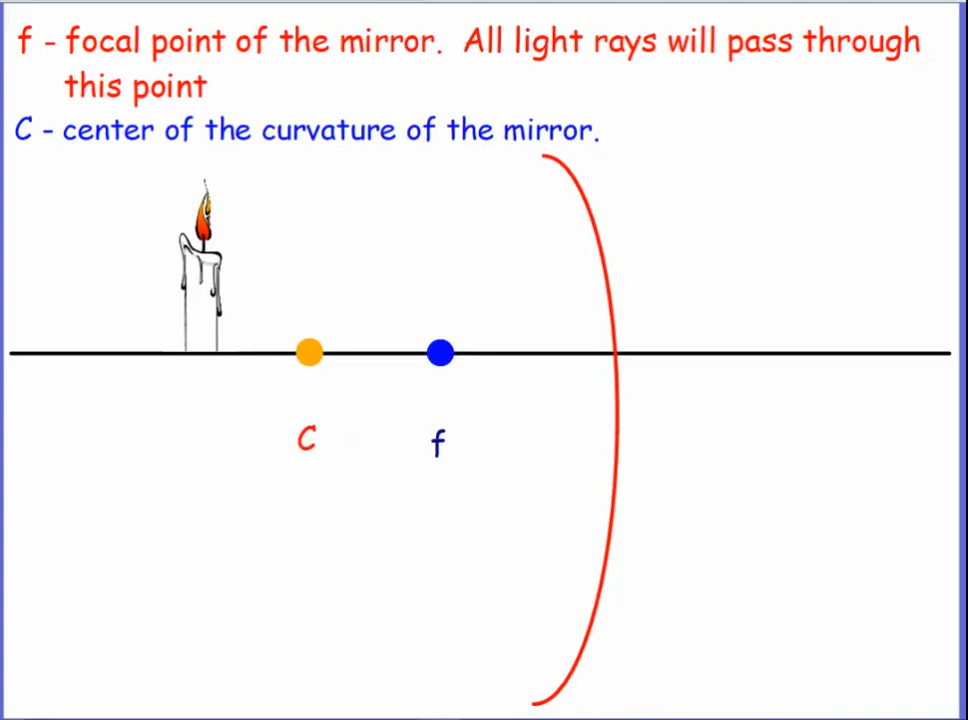 f - focal point of the mirror. All light rays will pass through
this point
C - center of the curvature of the mirror.
C
f